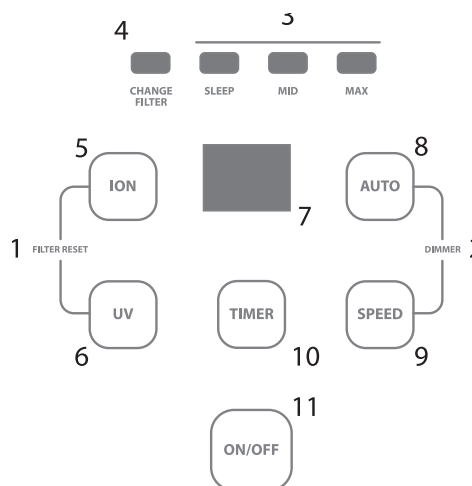 3
4
CHANGE
FILTER
SLEEP
MID
MAX
5
ION
7
8
AUTO
1
FILTER RESET
DIMMER
2
UV
6
TIMER
10
SPEED
9
11
ON/OFF